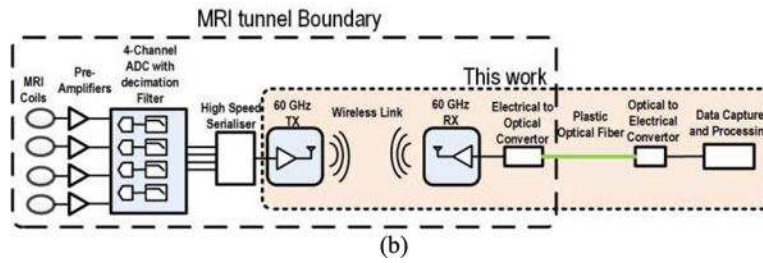 MRI tunnel Boundary
This work
MRI
Coils
Pre-
Amplifiers
4-Channel
ADC with
decimation
Filter
High Speed
Serialiser
60 GHz
TX
Wireless Link
60 GHz
RX
Electrical to
Optical
Convertor
Plastic
Optical Fiber
Optical to
Electrical
Convertor
Data Capture
and Processing
(b)